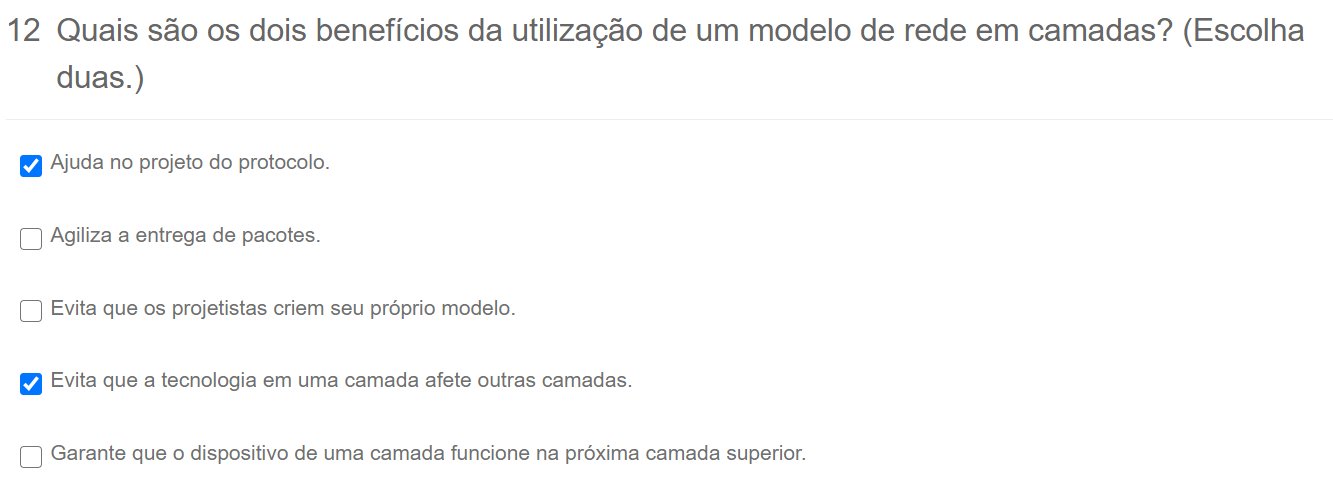 12 Quais são os dois benefícios da utilização de um modelo de rede em camadas? (Escolha
duas.)
Ajuda no projeto do protocolo.
Agiliza a entrega de pacotes.
Evita que os projetistas criem seu próprio modelo.
Evita que a tecnologia em uma camada afete outras camadas.
Garante que o dispositivo de uma camada funcione na próxima camada superior.